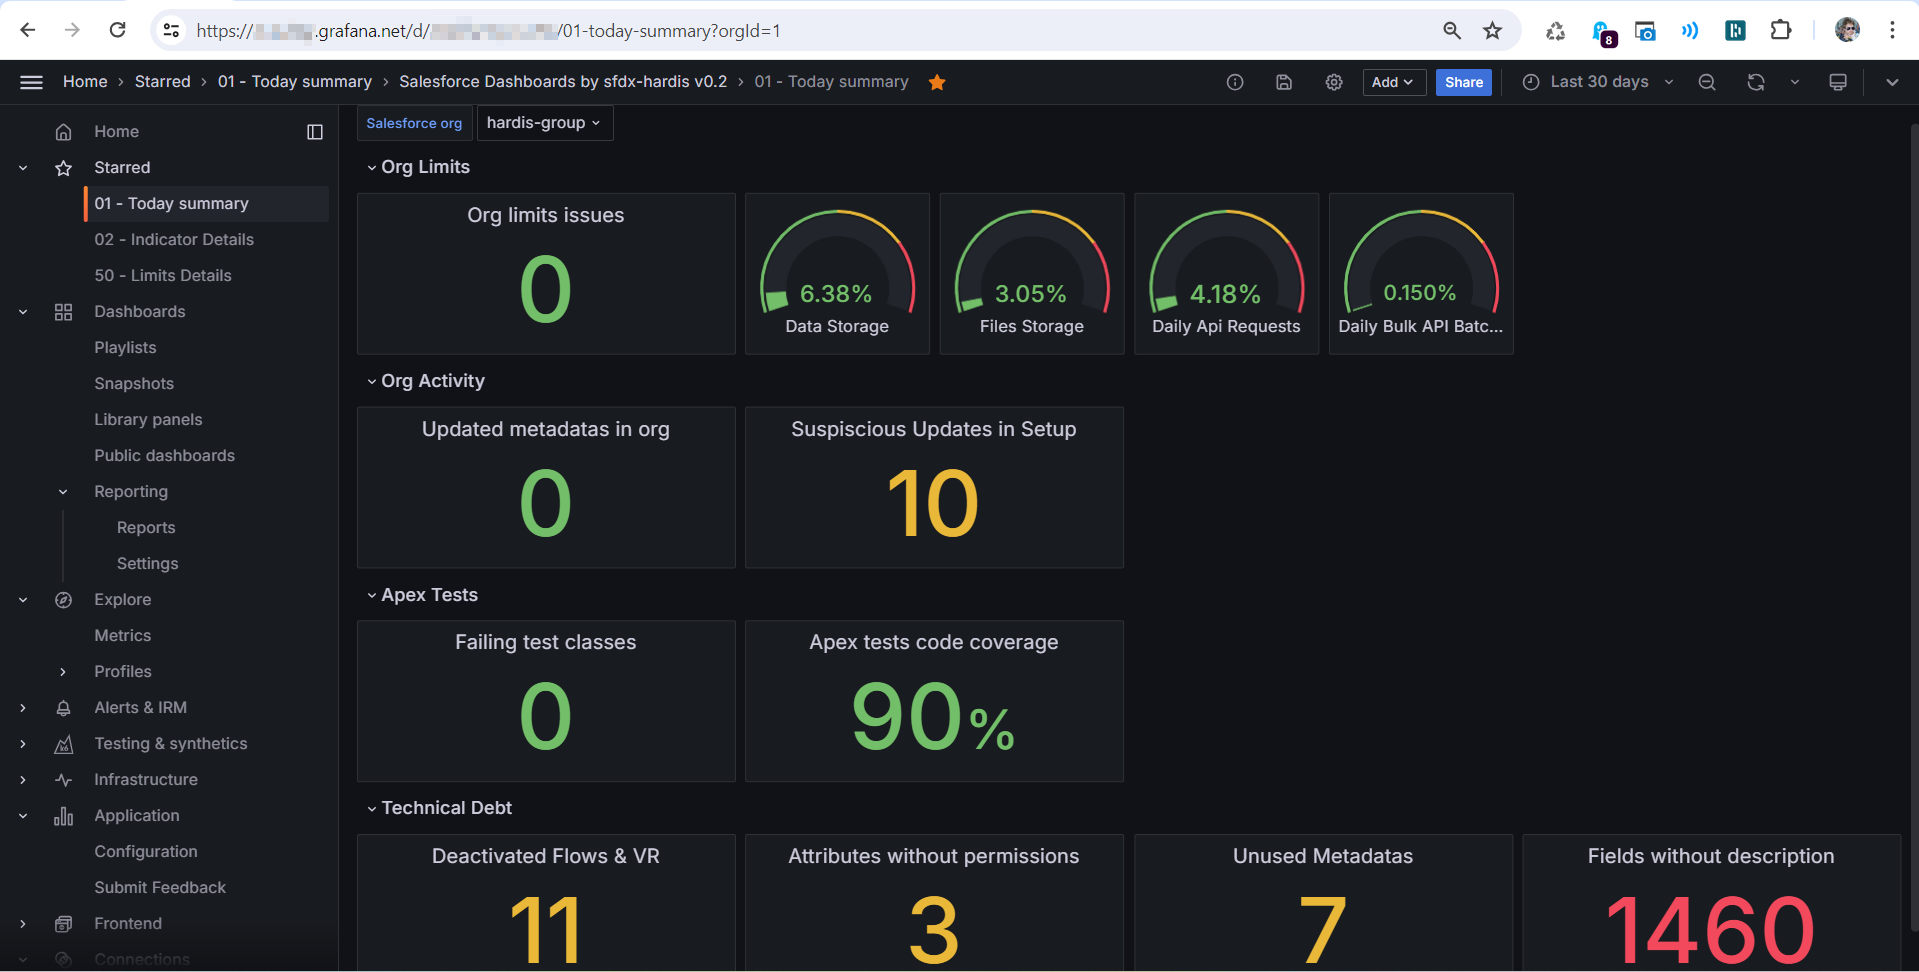 https://
.grafana.net/d/
/01-today-summary?orgId=1
8
Home › Starred › 01 - Today summary › Salesforce Dashboards by sfdx-hardis v0.2 › 01 - Today summary
Add
Share
Last 30 days
Home
Starred
01 - Today summary
02 - Indicator Details
50 - Limits Details
Dashboards
Playlists
Snapshots
Library panels
Public dashboards
Reporting
Reports
Settings
Explore
Metrics
Profiles
Alerts & IRM
Testing & synthetics
Infrastructure
Application
Configuration
Submit Feedback
Frontend
Connections
Salesforce org
hardis-group
Org Limits
Org limits issues
0
6.38%
Data Storage
3.05%
Files Storage
4.18%
Daily Api Requests
0.150%
Daily Bulk API Batc...
Org Activity
Updated metadatas in org
0
Suspiscious Updates in Setup
10
Apex Tests
Failing test classes
0
Apex tests code coverage
90%
Technical Debt
Deactivated Flows & VR
11
Attributes without permissions
3
Unused Metadatas
7
Fields without description
1460